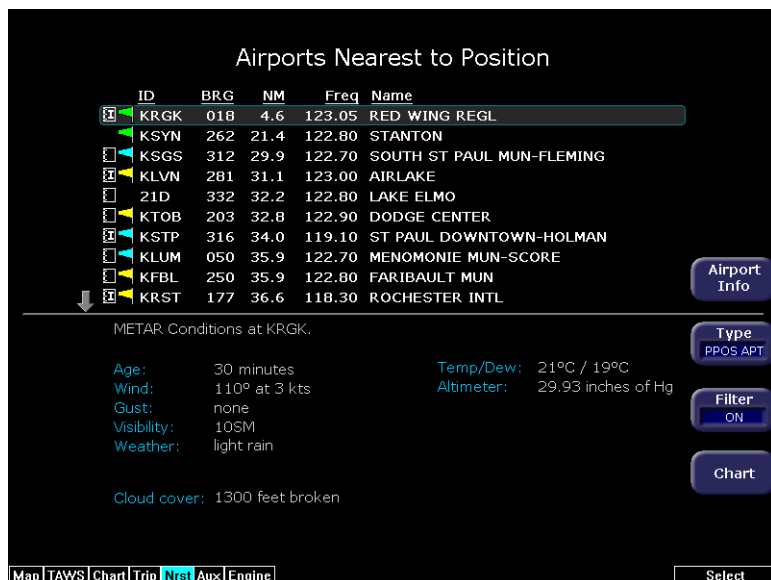 Airports Nearest to Position
ID BRG NM Freq Name
I KRGK 018 4.6 123.05 RED WING REGL
KSYN 262 21.4 122.80 STANTON
KSGS 312 29.9 122.70 SOUTH ST PAUL MUN-FLEMING
I KLVN 281 31.1 123.00 AIRLAKE
21D 332 32.2 122.80 LAKE ELMO
KTOB 203 32.8 122.90 DODGE CENTER
I KSTP 316 34.0 119.10 ST PAUL DOWNTOWN-HOLMAN
KLUM 050 35.9 122.70 MENOMONIE MUN-SCORE
KFBL 250 35.9 122.80 FARIBAULT MUN
I KRST 177 36.6 118.30 ROCHESTER INTL
Airport
Info
METAR Conditions at KRGK.
Type
PPOS APT
Age: 30 minutes Temp/Dew: 21ºC / 19ºC
Wind: 110º at 3 kts Altimeter: 29.93 inches of Hg
Gust: none
Filter
ON
Visibility: 10SM
Weather: light rain
Chart
Cloud cover: 1300 feet broken
Map TAWS Chart Trip Nrst Aux Engine Select